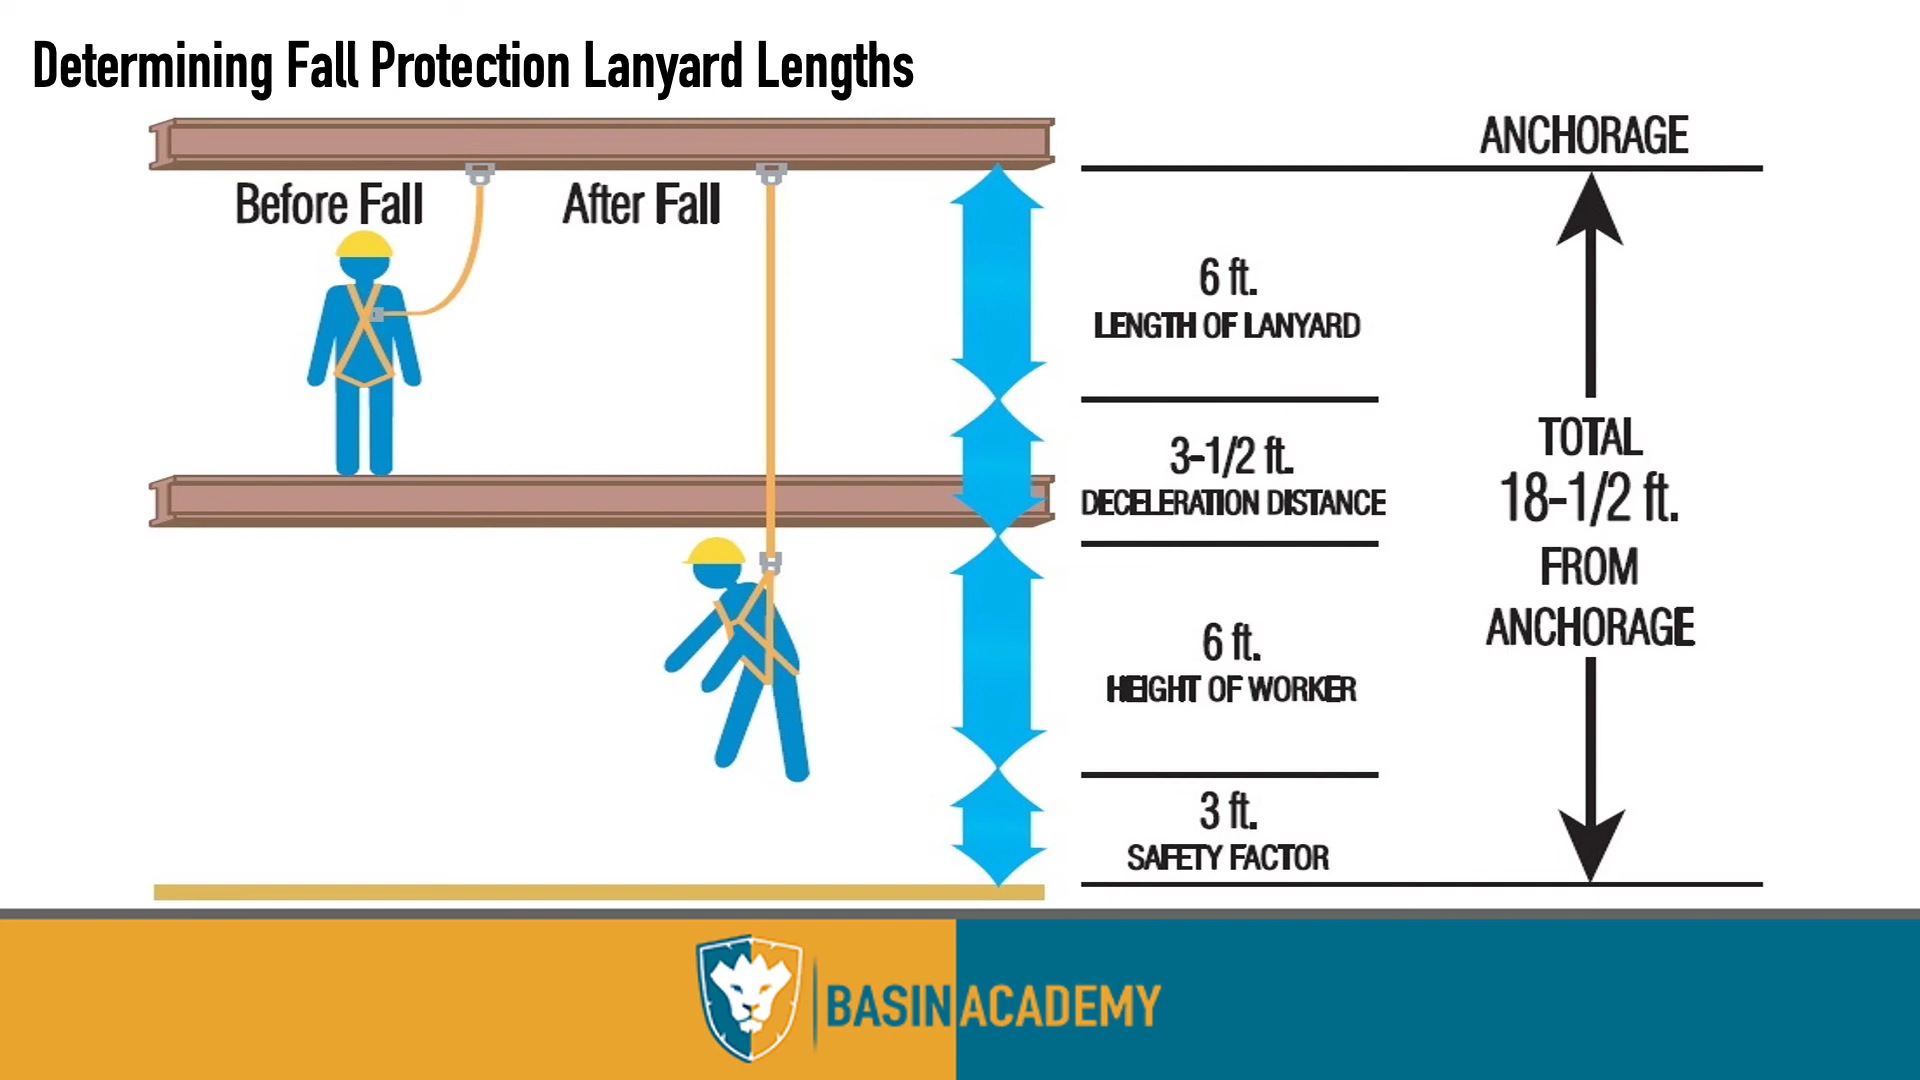 Determining Fall Protection Lanyard Lengths
ANCHORAGE
Before Fall
After Fall
6 ft.
LENGTH OF LANYARD
3-1/2 ft.
DECELERATION DISTANCE
6 ft.
HEIGHT OF WORKER
3 ft.
SAFETY FACTOR
TOTAL
18-1/2 ft.
FROM
ANCHORAGE
BASIN ACADEMY